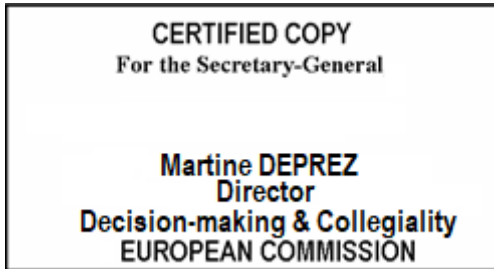 CERTIFIED COPY
For the Secretary-General
Martine DEPREZ
Director
Decision-making & Collegiality
EUROPEAN COMMISSION